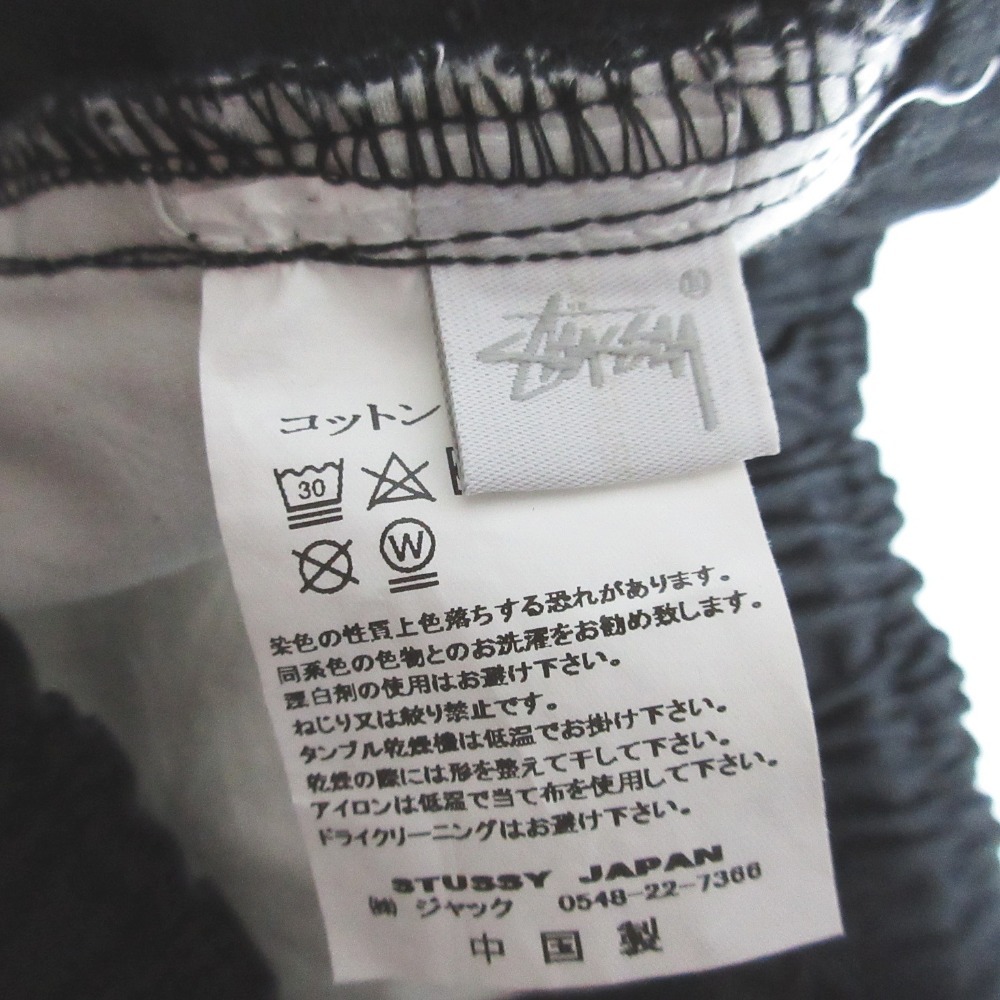 STÜSSY ®
コットン
30
W
染色の性質上色落ちする恐れがあります。
同系色の色物とのお洗濯をお勧め致します。
漂白剤の使用はお避け下さい。
ねじり又は絞り禁止です。
タンブル乾燥機は低温でお掛け下さい。
乾燥の際には形を整えて干して下さい。
アイロンは低温で当て布を使用して下さい。
ドライクリーニングはお避け下さい。
STUSSY JAPAN
㈱ ジャック 0548-22-7366
中国製